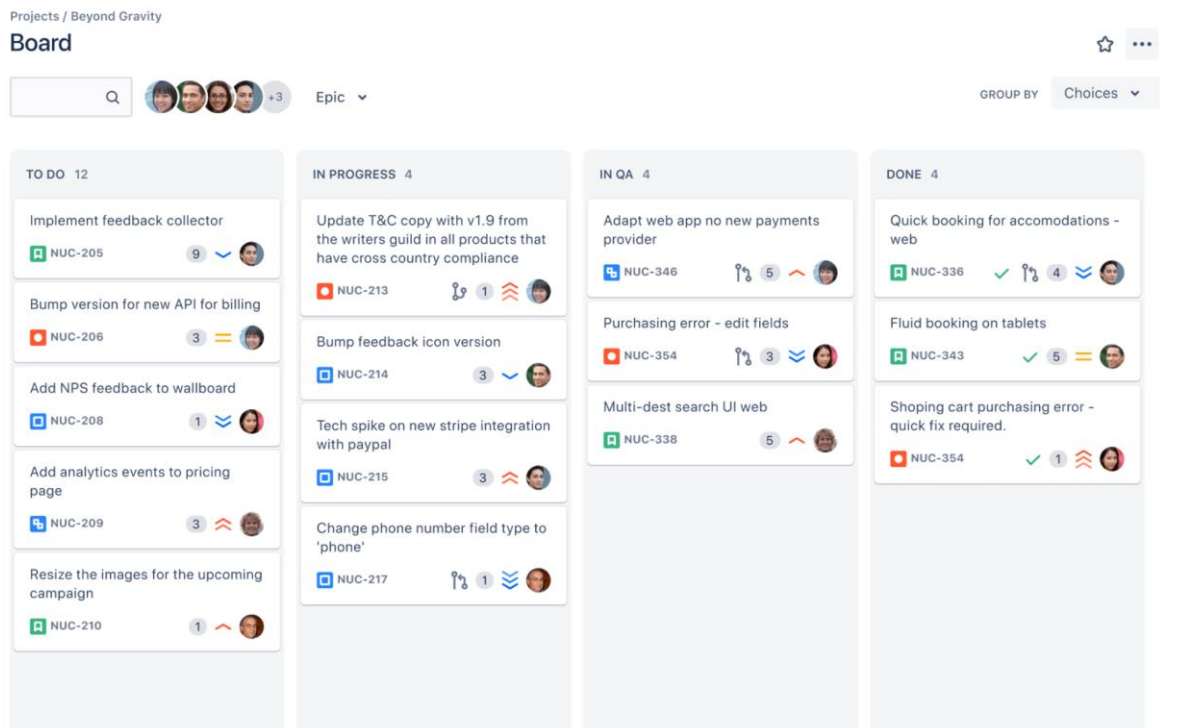 Projects / Beyond Gravity
Board
+3
Epic
GROUP BY
Choices
TO DO 12
Implement feedback collector
NUC-205
9
Bump version for new API for billing
NUC-206
3
Add NPS feedback to wallboard
NUC-208
1
Add analytics events to pricing
page
NUC-209
3
Resize the images for the upcoming
campaign
NUC-210
1
IN PROGRESS 4
Update T&C copy with v1.9 from
the writers guild in all products that
have cross country compliance
NUC-213
1
Bump feedback icon version
NUC-214
3
Tech spike on new stripe integration
with paypal
NUC-215
3
Change phone number field type to
'phone'
NUC-217
1
IN QA 4
Adapt web app no new payments
provider
NUC-346
5
Purchasing error - edit fields
NUC-354
3
Multi-dest search UI web
NUC-338
5
DONE 4
Quick booking for accomodations -
web
NUC-336
4
Fluid booking on tablets
NUC-343
5
Shoping cart purchasing error -
quick fix required.
NUC-354
1